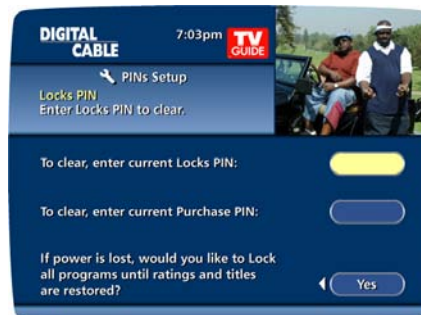 DIGITAL
CABLE
7:03pm
TV
GUIDE
PINs Setup
Locks PIN
Enter Locks PIN to clear.
To clear, enter current Locks PIN:
To clear, enter current Purchase PIN:
If power is lost, would you like to Lock
all programs until ratings and titles
are restored?
Yes